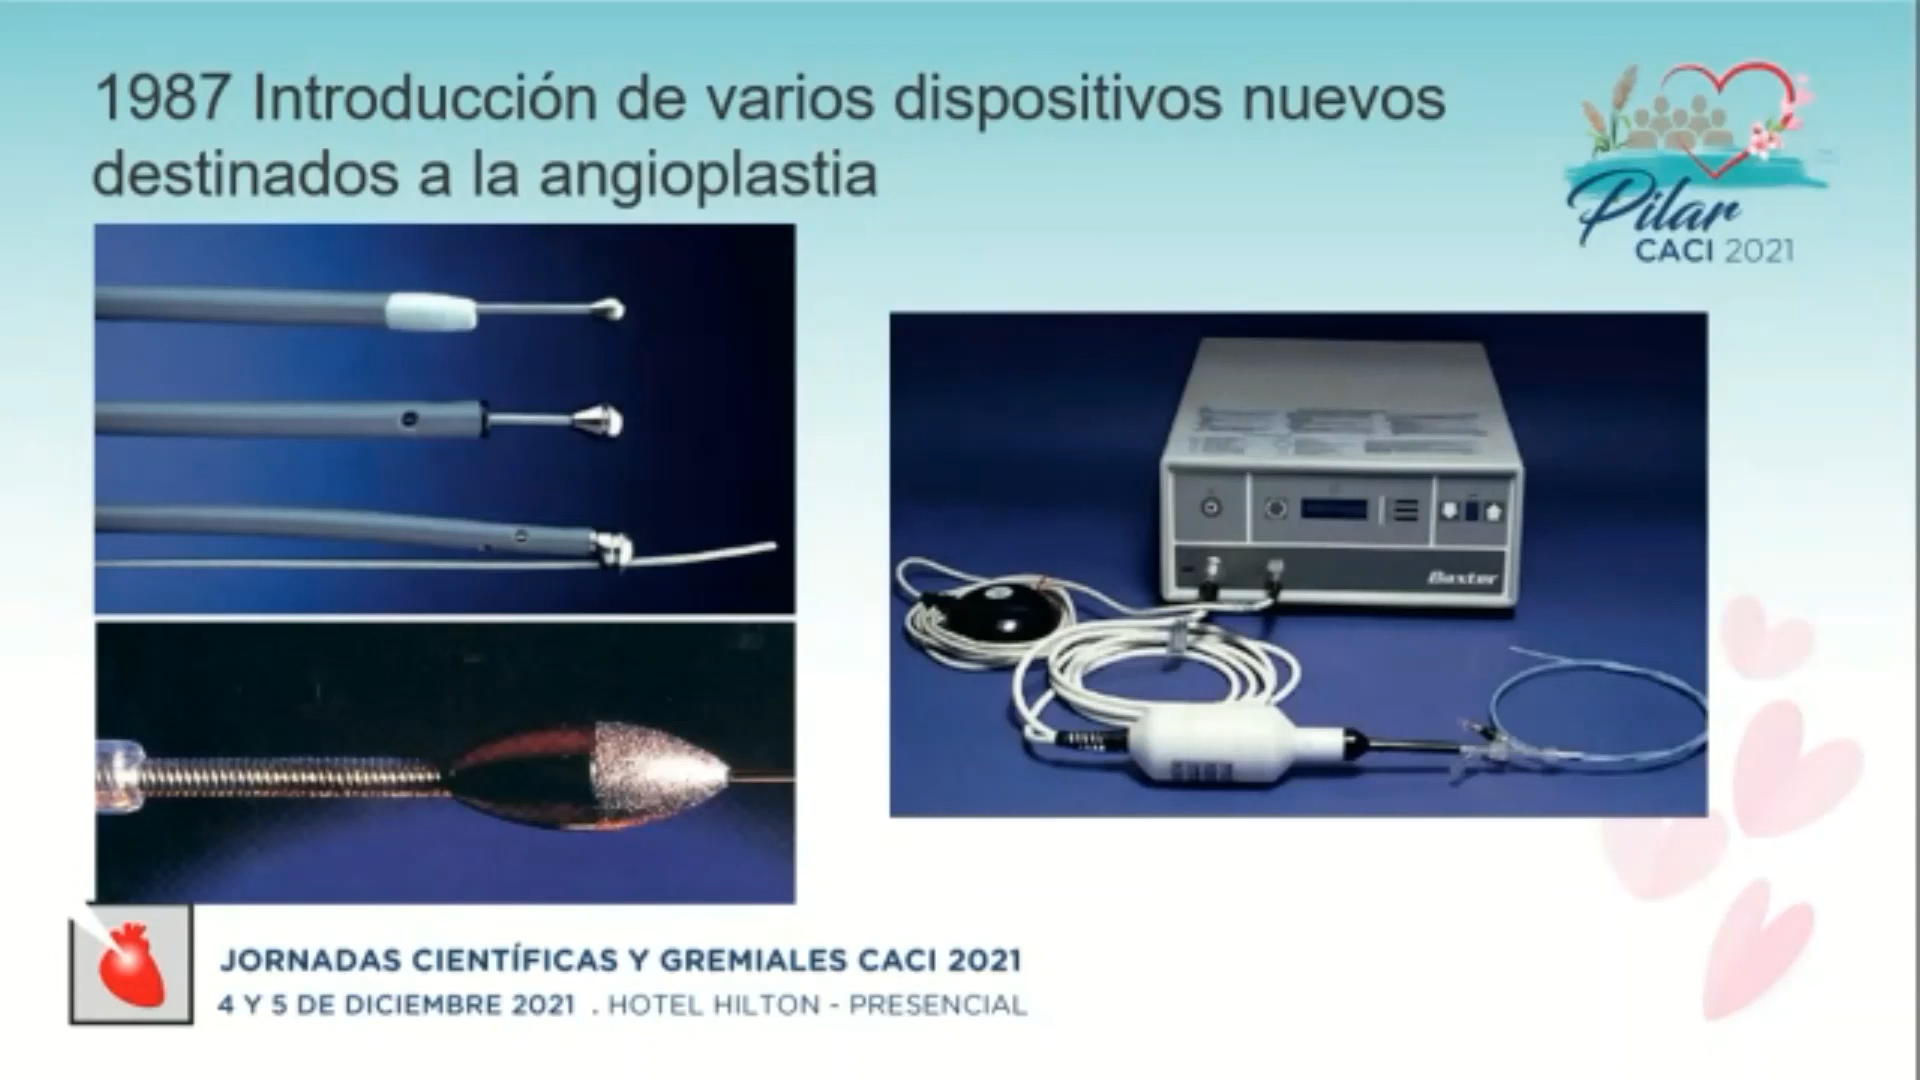 1987 Introducción de varios dispositivos nuevos
destinados a la angioplastia
Pilar
CACI 2021
Baxter
JORNADAS CIENTÍFICAS Y GREMIALES CACI 2021
4 Y 5 DE DICIEMBRE 2021 . HOTEL HILTON - PRESENCIAL